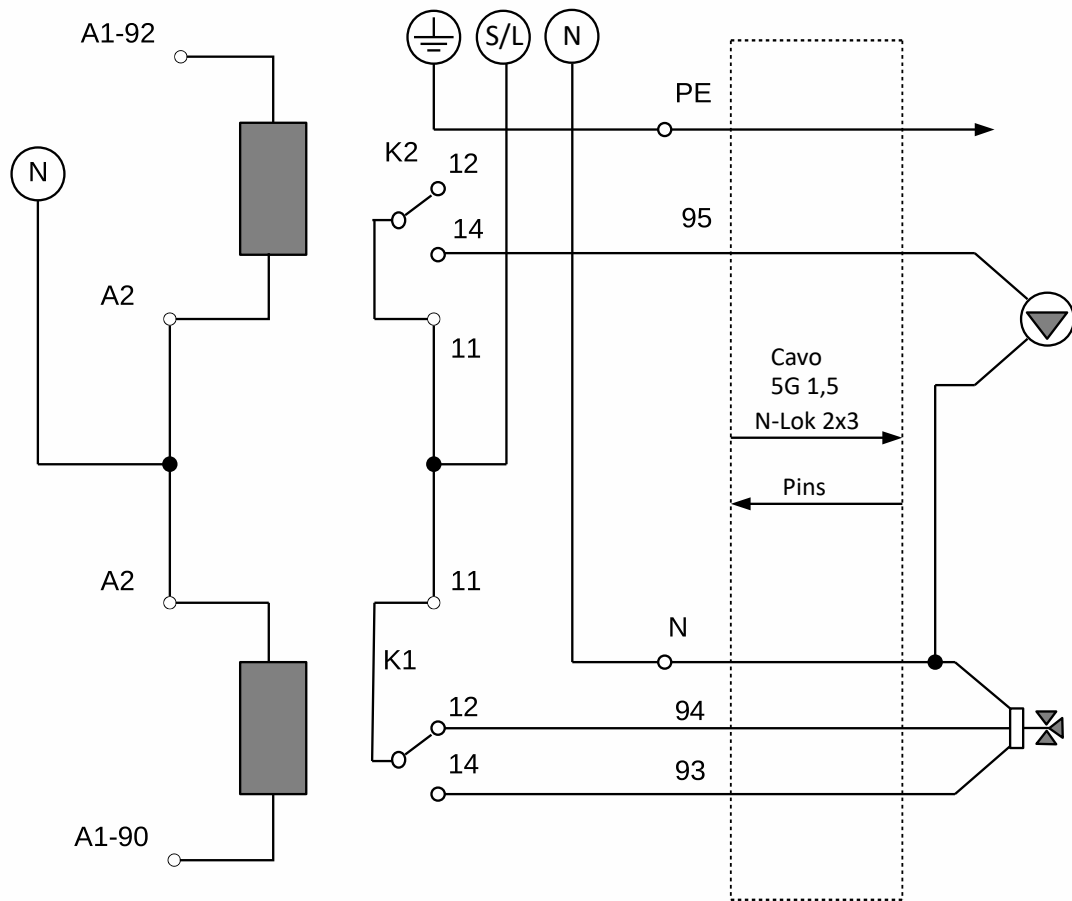 A1-92
S/L
N
PE
K2
12
N
14
95
A2
11
Cavo
5G 1,5
N-Lok 2x3
Pins
A2
11
N
K1
12
94
14
93
A1-90